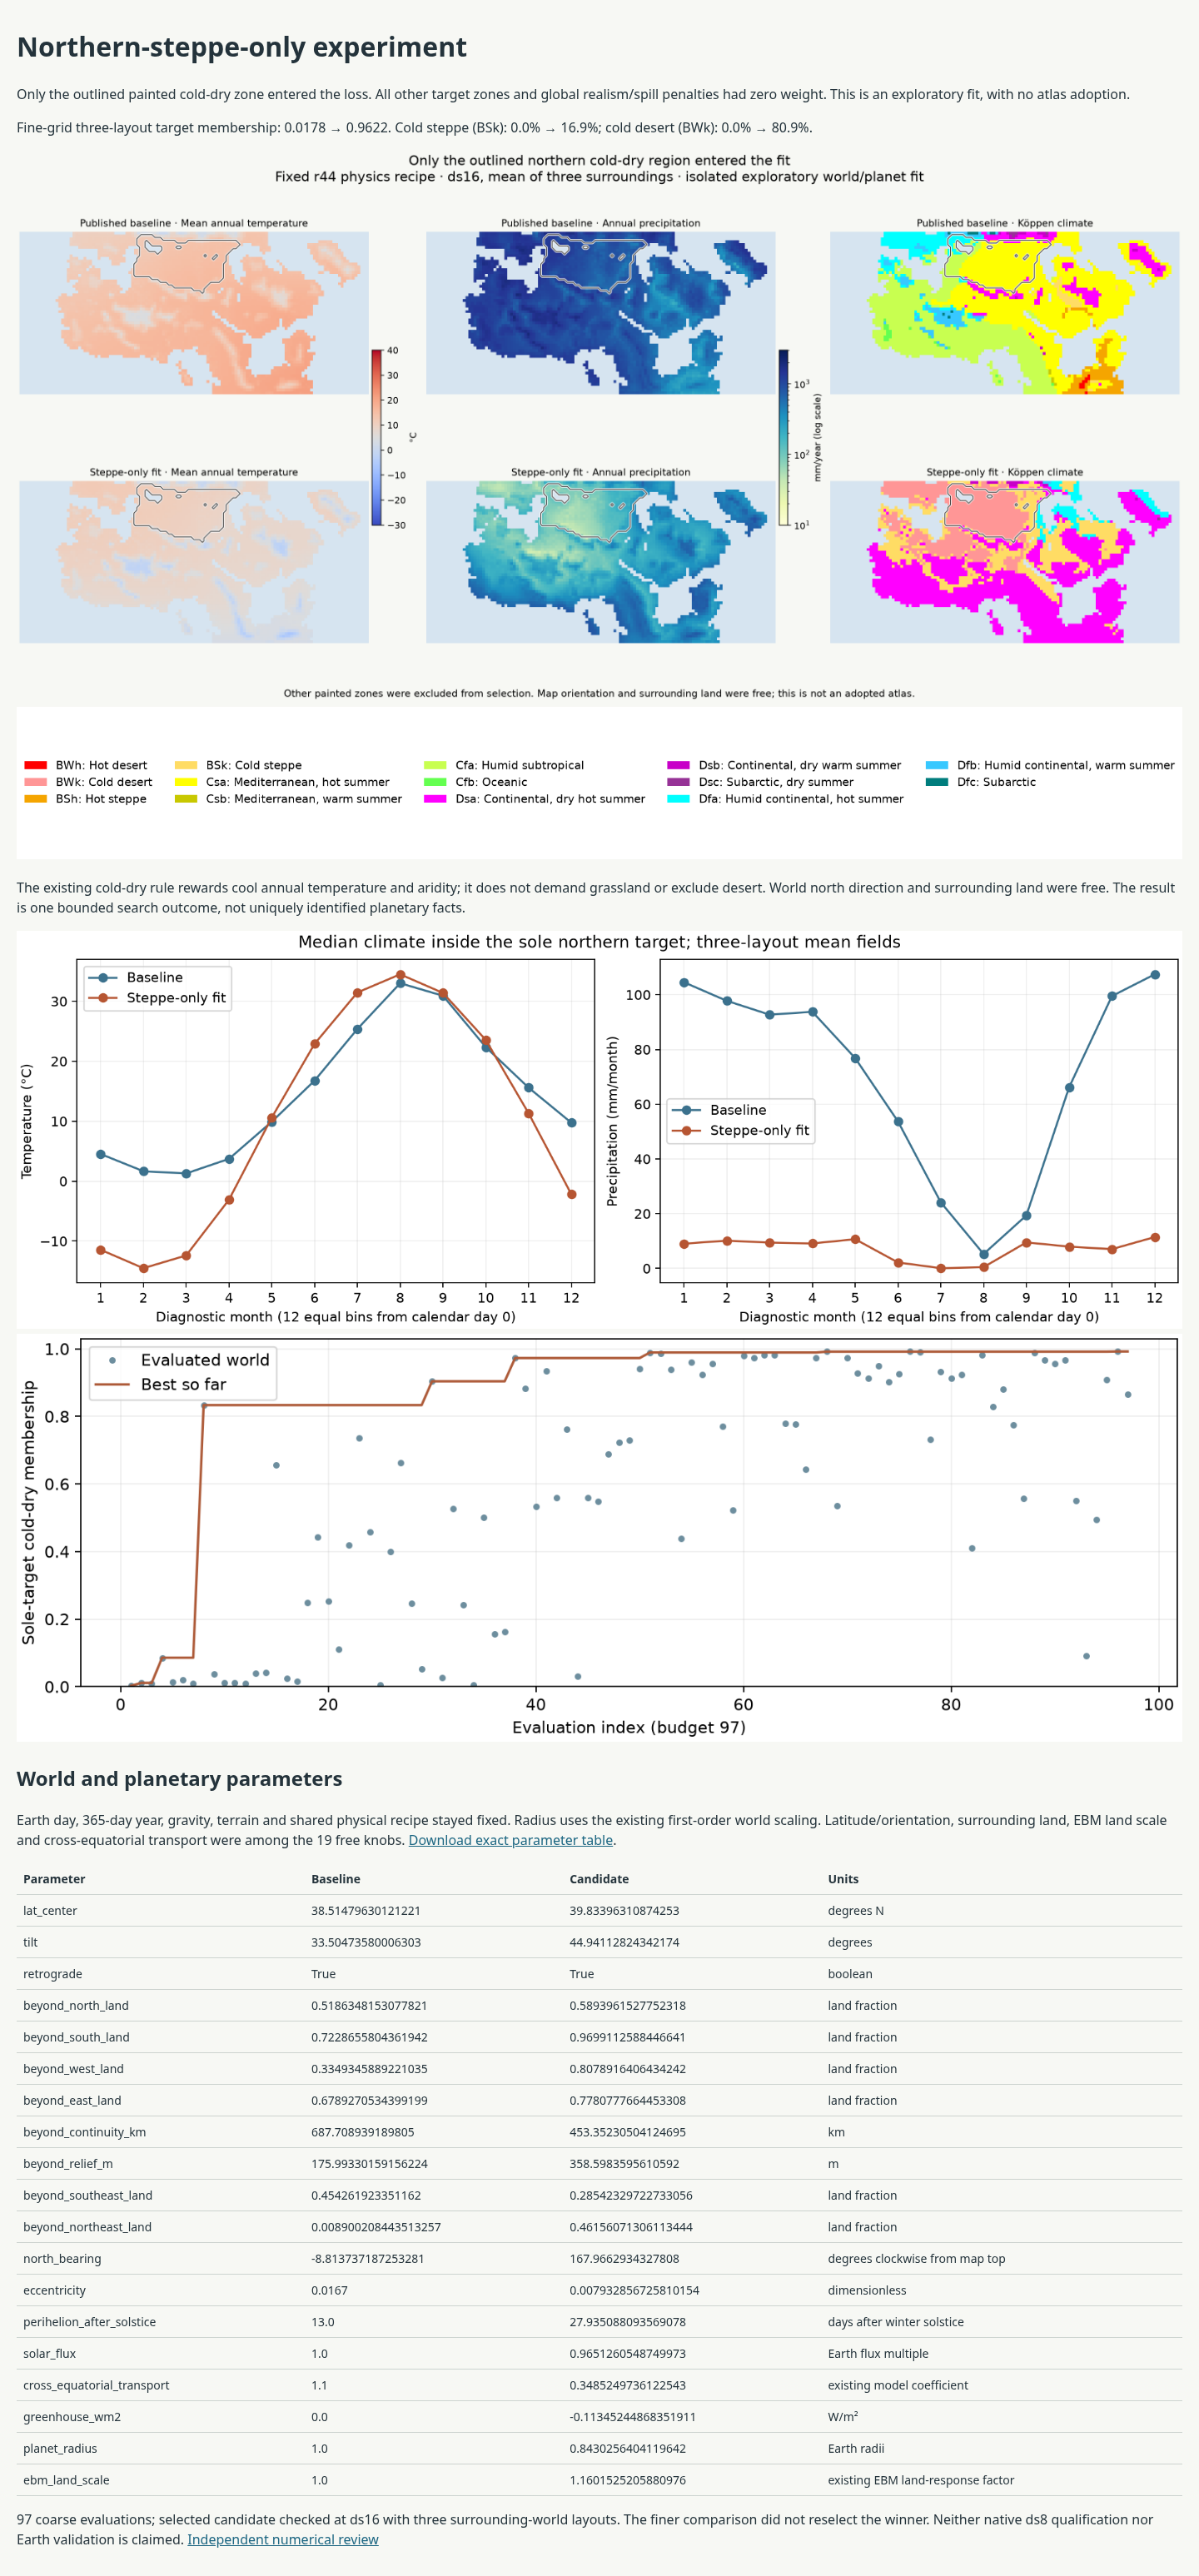 Northern-steppe-only experiment
Only the outlined painted cold-dry zone entered the loss. All other target zones and global realism/spill penalties had zero weight. This is an exploratory fit, with no atlas adoption.
Fine-grid three-layout target membership: 0.0178 → 0.9622. Cold steppe (BSk): 0.0% → 16.9%; cold desert (BWk): 0.0% → 80.9%.
Only the outlined northern cold-dry region entered the fit
Fixed r44 physics recipe · ds16, mean of three surroundings · isolated exploratory world/planet fit
Published baseline · Mean annual temperature
Published baseline · Annual precipitation
Published baseline · Köppen climate
40
30
20
10
0
−10
−20
−30
°C
10³
10²
10¹
mm/year (log scale)
Steppe-only fit · Mean annual temperature
Steppe-only fit · Annual precipitation
Steppe-only fit · Köppen climate
Other painted zones were excluded from selection. Map orientation and surrounding land were free; this is not an adopted atlas.
BWh: Hot desert
BWk: Cold desert
BSh: Hot steppe
BSk: Cold steppe
Csa: Mediterranean, hot summer
Csb: Mediterranean, warm summer
Cfa: Humid subtropical
Cfb: Oceanic
Dsa: Continental, dry hot summer
Dsb: Continental, dry warm summer
Dsc: Subarctic, dry summer
Dfa: Humid continental, hot summer
Dfb: Humid continental, warm summer
Dfc: Subarctic
The existing cold-dry rule rewards cool annual temperature and aridity; it does not demand grassland or exclude desert. World north direction and surrounding land were free. The result
is one bounded search outcome, not uniquely identified planetary facts.
Median climate inside the sole northern target; three-layout mean fields
Baseline
Steppe-only fit
30
20
10
0
−10
Temperature (°C)
1 2 3 4 5 6 7 8 9 10 11 12
Diagnostic month (12 equal bins from calendar day 0)
Baseline
Steppe-only fit
100
80
60
40
20
0
Precipitation (mm/month)
1 2 3 4 5 6 7 8 9 10 11 12
Diagnostic month (12 equal bins from calendar day 0)
Evaluated world
Best so far
1.0
0.8
0.6
0.4
0.2
0.0
Sole-target cold-dry membership
0 20 40 60 80 100
Evaluation index (budget 97)
World and planetary parameters
Earth day, 365-day year, gravity, terrain and shared physical recipe stayed fixed. Radius uses the existing first-order world scaling. Latitude/orientation, surrounding land, EBM land scale
and cross-equatorial transport were among the 19 free knobs. Download exact parameter table.
Parameter Baseline Candidate Units
lat_center 38.51479630121221 39.83396310874253 degrees N
tilt 33.50473580006303 44.94112824342174 degrees
retrograde True True boolean
beyond_north_land 0.5186348153077821 0.5893961527752318 land fraction
beyond_south_land 0.7228655804361942 0.9699112588446641 land fraction
beyond_west_land 0.3349345889221035 0.8078916406434242 land fraction
beyond_east_land 0.6789270534399199 0.7780777664453308 land fraction
beyond_continuity_km 687.708939189805 453.35230504124695 km
beyond_relief_m 175.99330159156224 358.5983595610592 m
beyond_southeast_land 0.454261923351162 0.28542329722733056 land fraction
beyond_northeast_land 0.008900208443513257 0.46156071306113444 land fraction
north_bearing -8.813737187253281 167.9662934327808 degrees clockwise from map top
eccentricity 0.0167 0.007932856725810154 dimensionless
perihelion_after_solstice 13.0 27.935088093569078 days after winter solstice
solar_flux 1.0 0.9651260548749973 Earth flux multiple
cross_equatorial_transport 1.1 0.3485249736122543 existing model coefficient
greenhouse_wm2 0.0 -0.11345244868351911 W/m²
planet_radius 1.0 0.8430256404119642 Earth radii
ebm_land_scale 1.0 1.1601525205880976 existing EBM land-response factor
97 coarse evaluations; selected candidate checked at ds16 with three surrounding-world layouts. The finer comparison did not reselect the winner. Neither native ds8 qualification nor
Earth validation is claimed. Independent numerical review